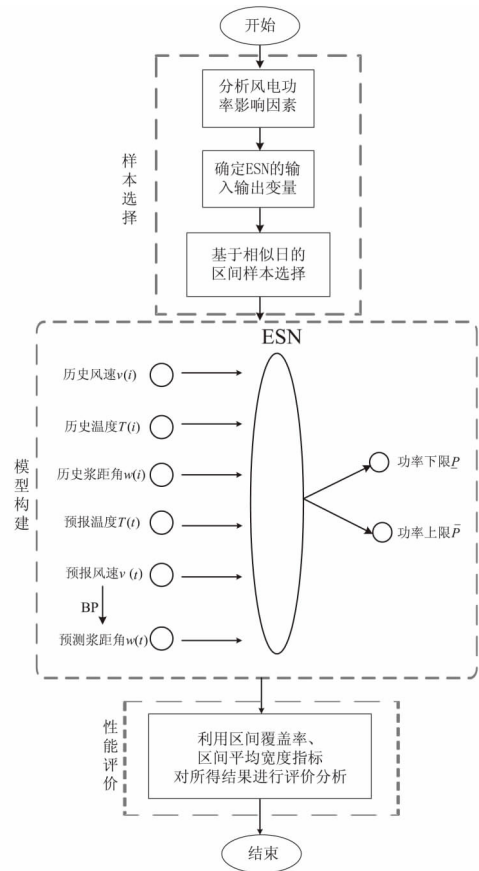 开始
样本选择
分析风电功
率影响因素
确定ESN的输
入输出变量
基于相似日的
区间样本选择
ESN
模型构建
历史风速v(i)
历史温度T(i)
历史浆距角w(i)
预报温度T(t)
预报风速v (t)
BP
预测浆距角w(t)
功率下限P̲
功率上限P̄
性能评价
利用区间覆盖率、
区间平均宽度指标
对所得结果进行评价分析
结束